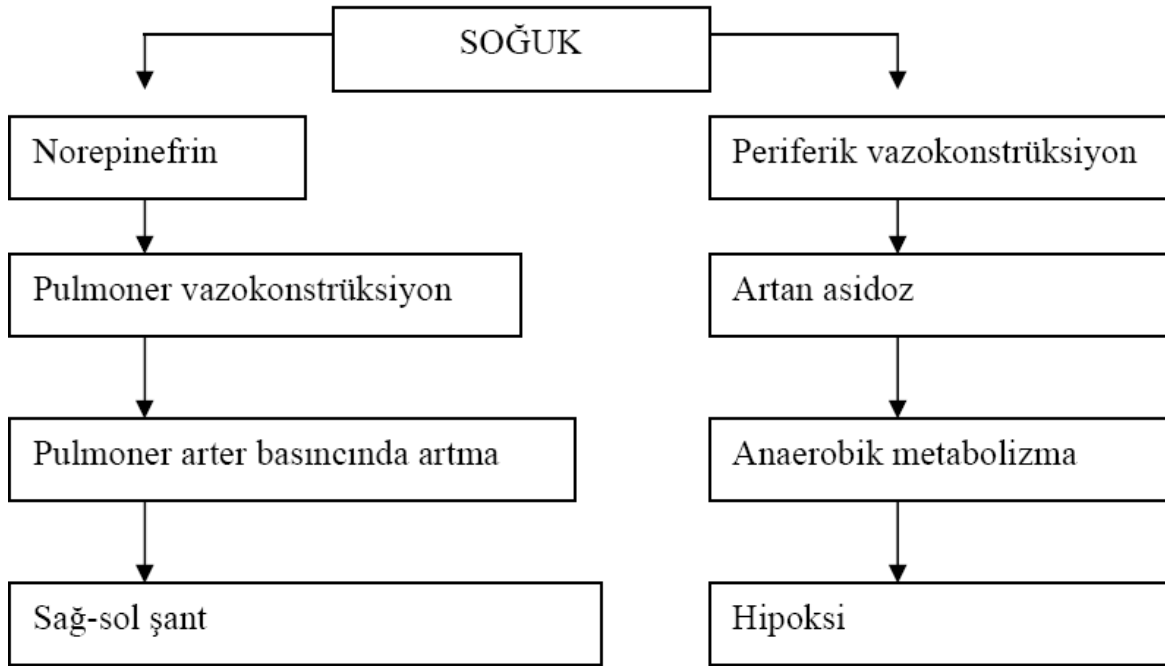 SOĞUK
Norepinefrin
Pulmoner vazokonstrüksiyon
Pulmoner arter basıncında artma
Sağ-sol şant
Periferik vazokonstrüksiyon
Artan asidoz
Anaerobik metabolizma
Hipoksi